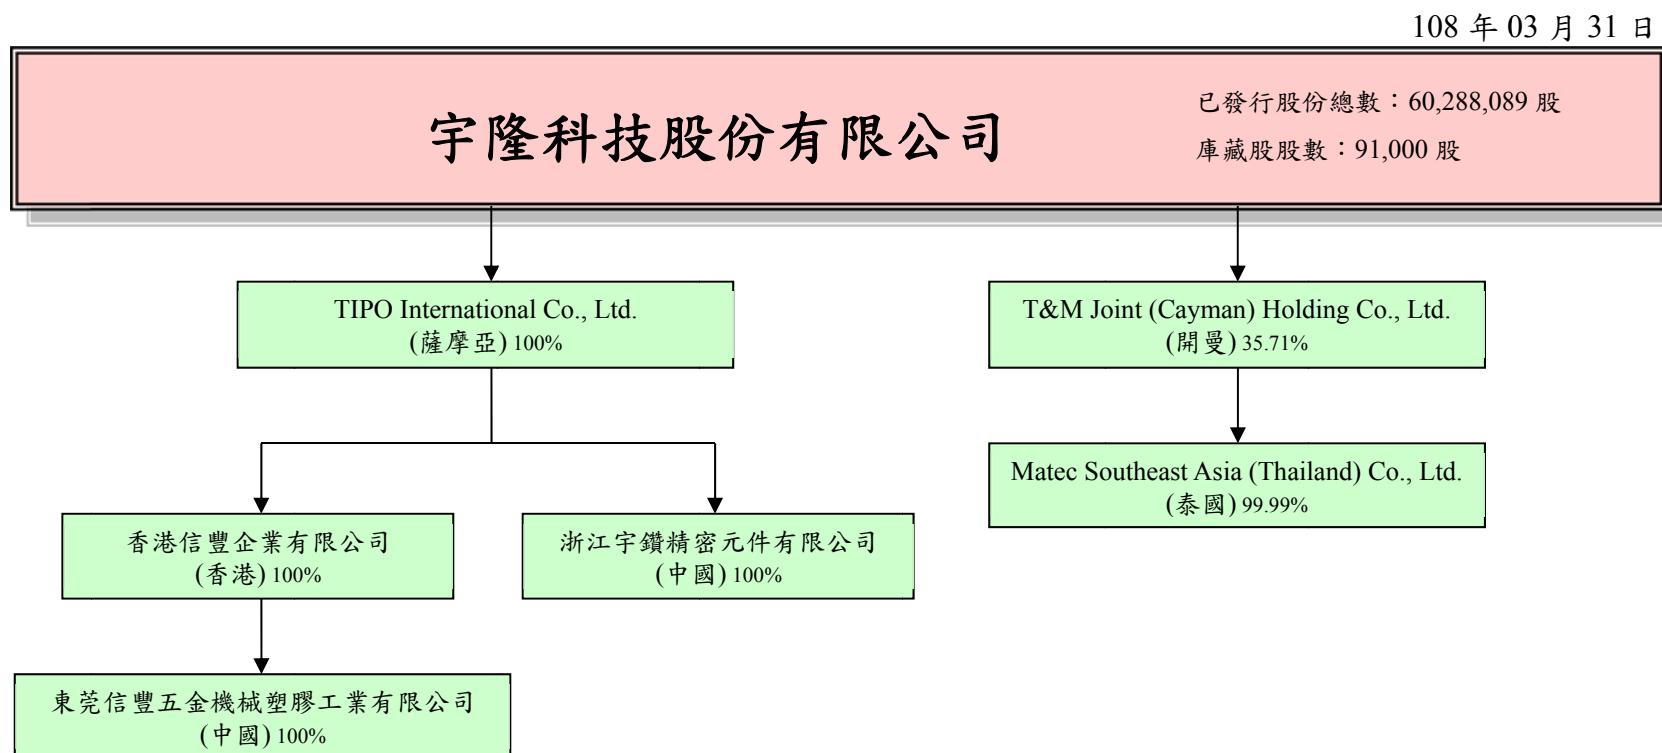 108 年 03 月 31 日
宇隆科技股份有限公司
已發行股份總數：60,288,089 股
庫藏股股數：91,000 股
TIPO International Co., Ltd.
(薩摩亞) 100%
T&M Joint (Cayman) Holding Co., Ltd.
(開曼) 35.71%
Matec Southeast Asia (Thailand) Co., Ltd.
(泰國) 99.99%
香港信豐企業有限公司
(香港) 100%
浙江宇鑽精密元件有限公司
(中國) 100%
東莞信豐五金機械塑膠工業有限公司
(中國) 100%